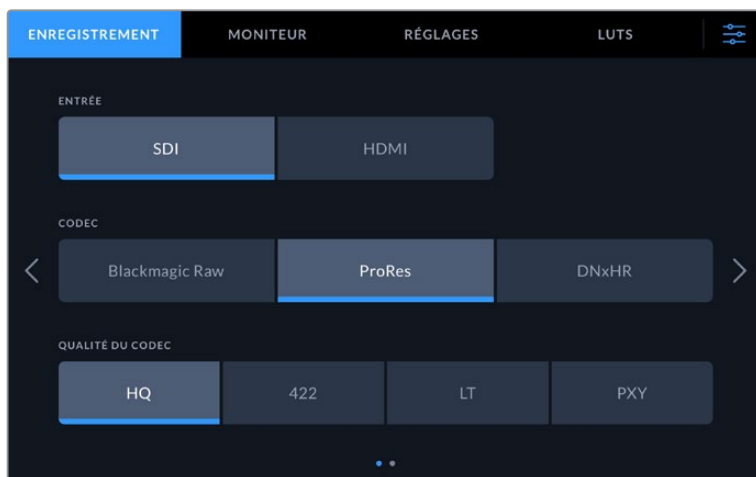 ENREGISTREMENT MONITEUR RÉGLAGES LUTS
ENTRÉE
SDI HDMI
CODEC
Blackmagic Raw ProRes DNxHR
QUALITÉ DU CODEC
HQ 422 LT PXY